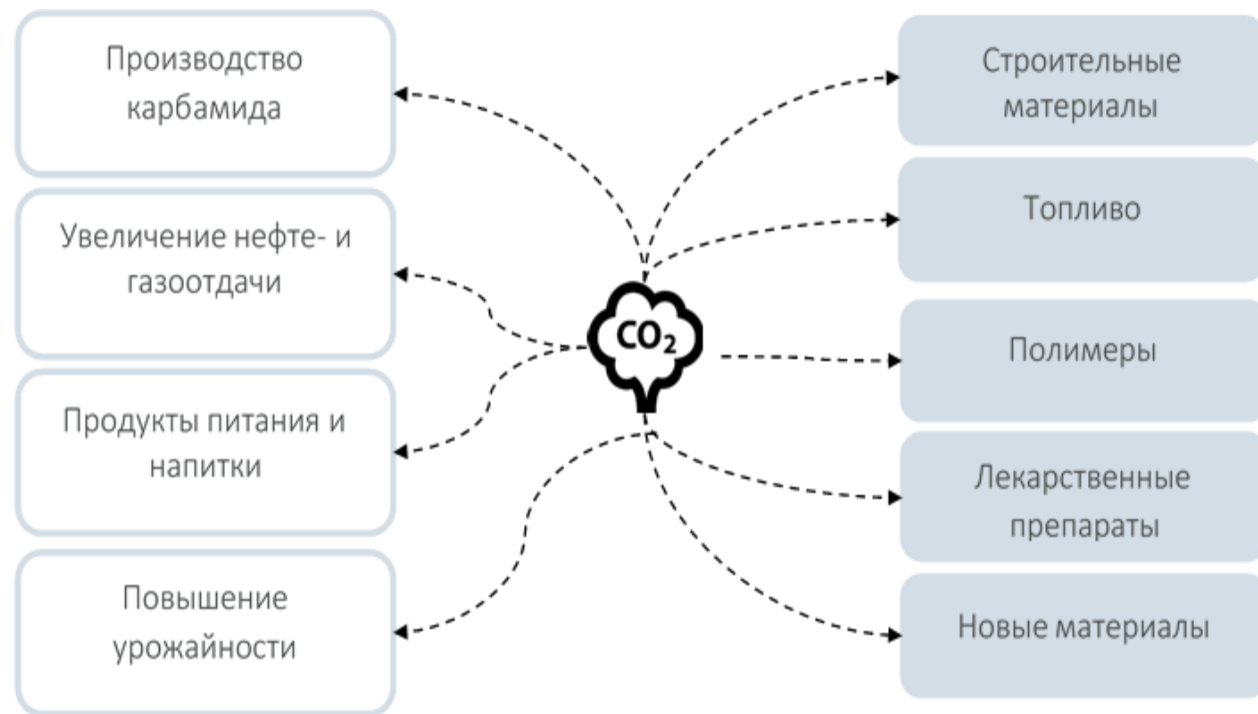 Производство
карбамида
Увеличение нефте- и
газоотдачи
Продукты питания и
напитки
Повышение
урожайности
CO₂
Строительные
материалы
Топливо
Полимеры
Лекарственные
препараты
Новые материалы